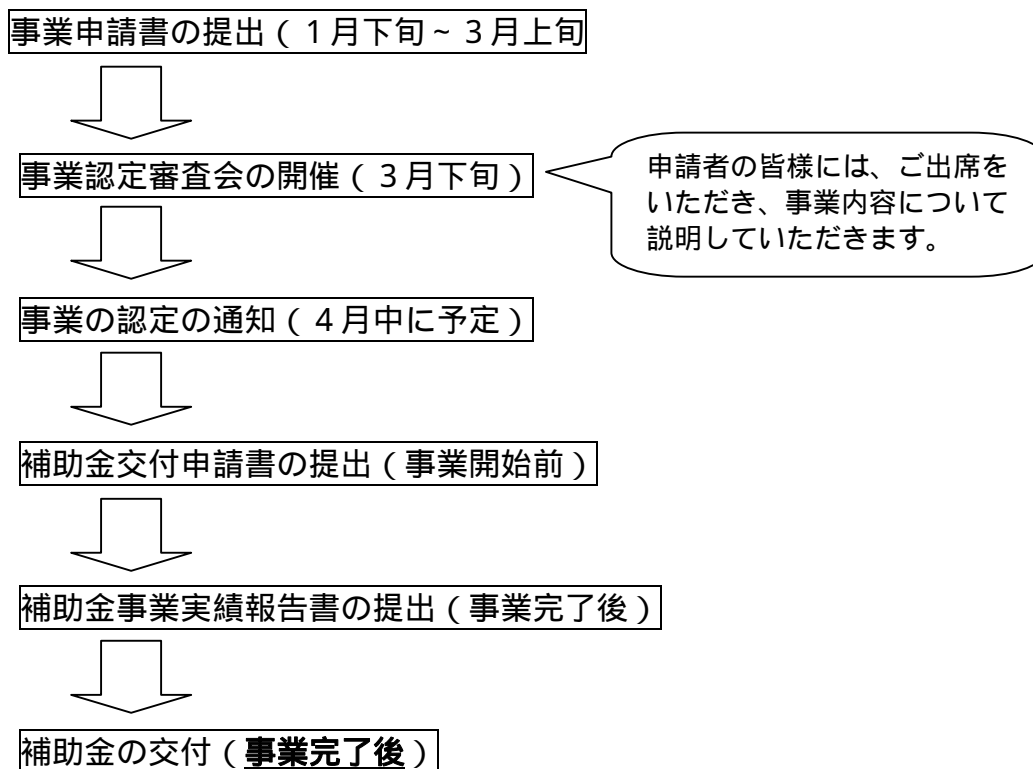 事業申請書の提出（１月下旬～３月上旬
事業認定審査会の開催（３月下旬）
申請者の皆様には、ご出席を
いただき、事業内容について
説明していただきます。
事業の認定の通知（４月中に予定）
補助金交付申請書の提出（事業開始前）
補助金事業実績報告書の提出（事業完了後）
補助金の交付（事業完了後）